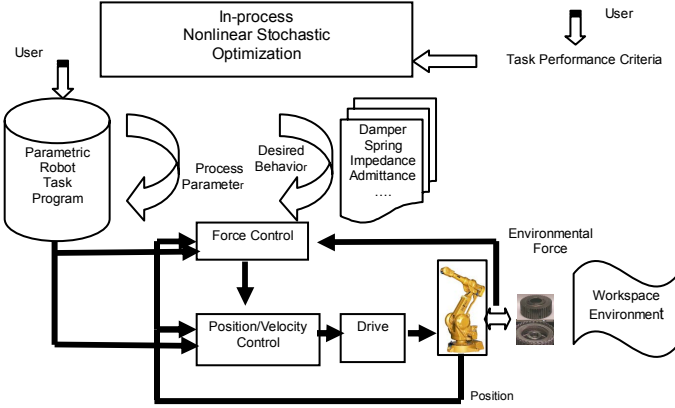 In-process
Nonlinear Stochastic
Optimization
User
User
Task Performance Criteria
Parametric
Robot
Task
Program
Process
Parameter
Desired
Behavior
Damper
Spring
Impedance
Admittance
....
Force Control
Environmental
Force
Position/Velocity
Control
Drive
Workspace
Environment
Position